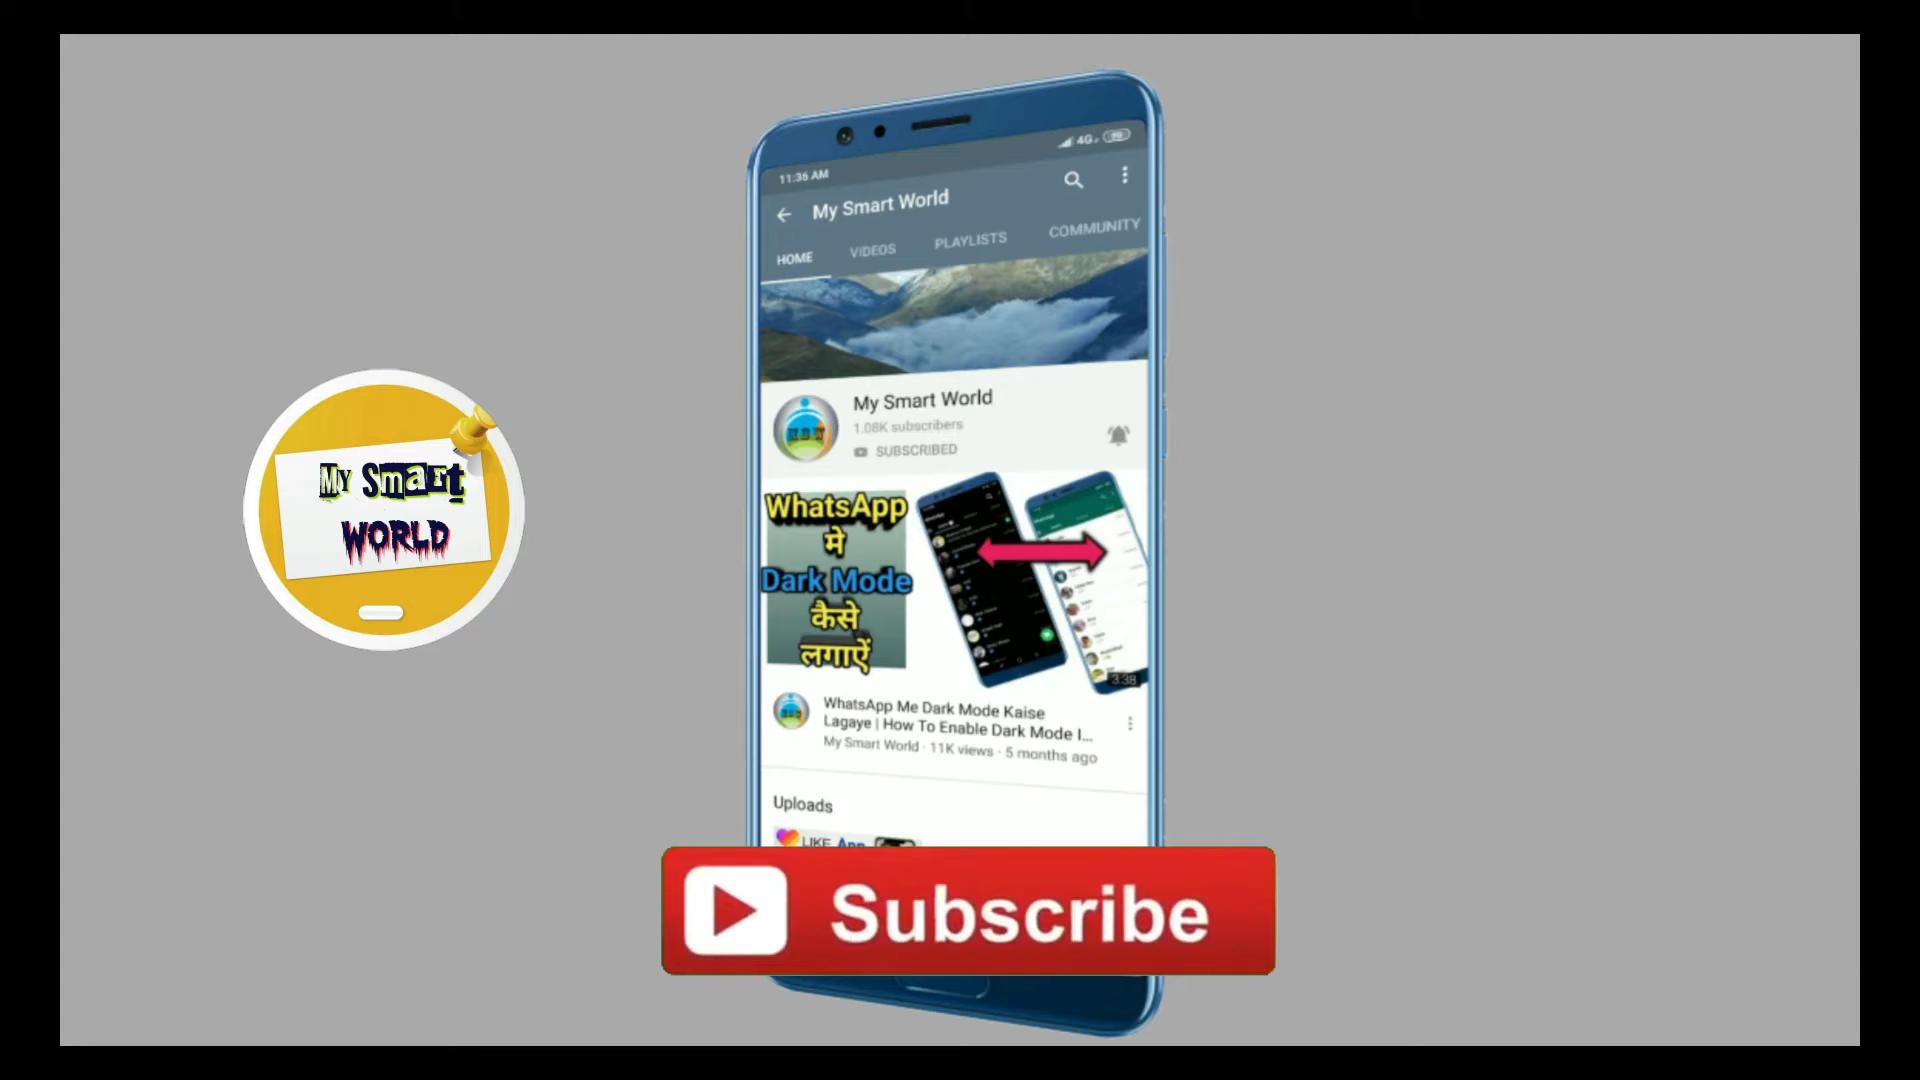 11:36 AM
4G
My Smart World
HOME VIDEOS PLAYLISTS COMMUNITY
My Smart World
1.08K subscribers
SUBSCRIBED
My Smart
WORLD
WhatsApp
मे
Dark Mode
कैसे
लगाऐं
3:38
WhatsApp Me Dark Mode Kaise
Lagaye | How To Enable Dark Mode I...
My Smart World · 11K views · 5 months ago
Uploads
LIKE App
Subscribe